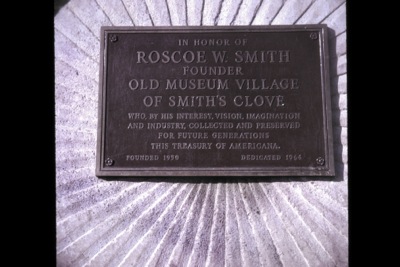 IN HONOR OF
ROSCOE W. SMITH
FOUNDER
OLD MUSEUM VILLAGE
OF SMITH'S CLOVE
WHO, BY HIS INTEREST, VISION, IMAGINATION
AND INDUSTRY, COLLECTED AND PRESERVED
FOR FUTURE GENERATIONS
THIS TREASURY OF AMERICANA.
FOUNDED 1950 DEDICATED 1964